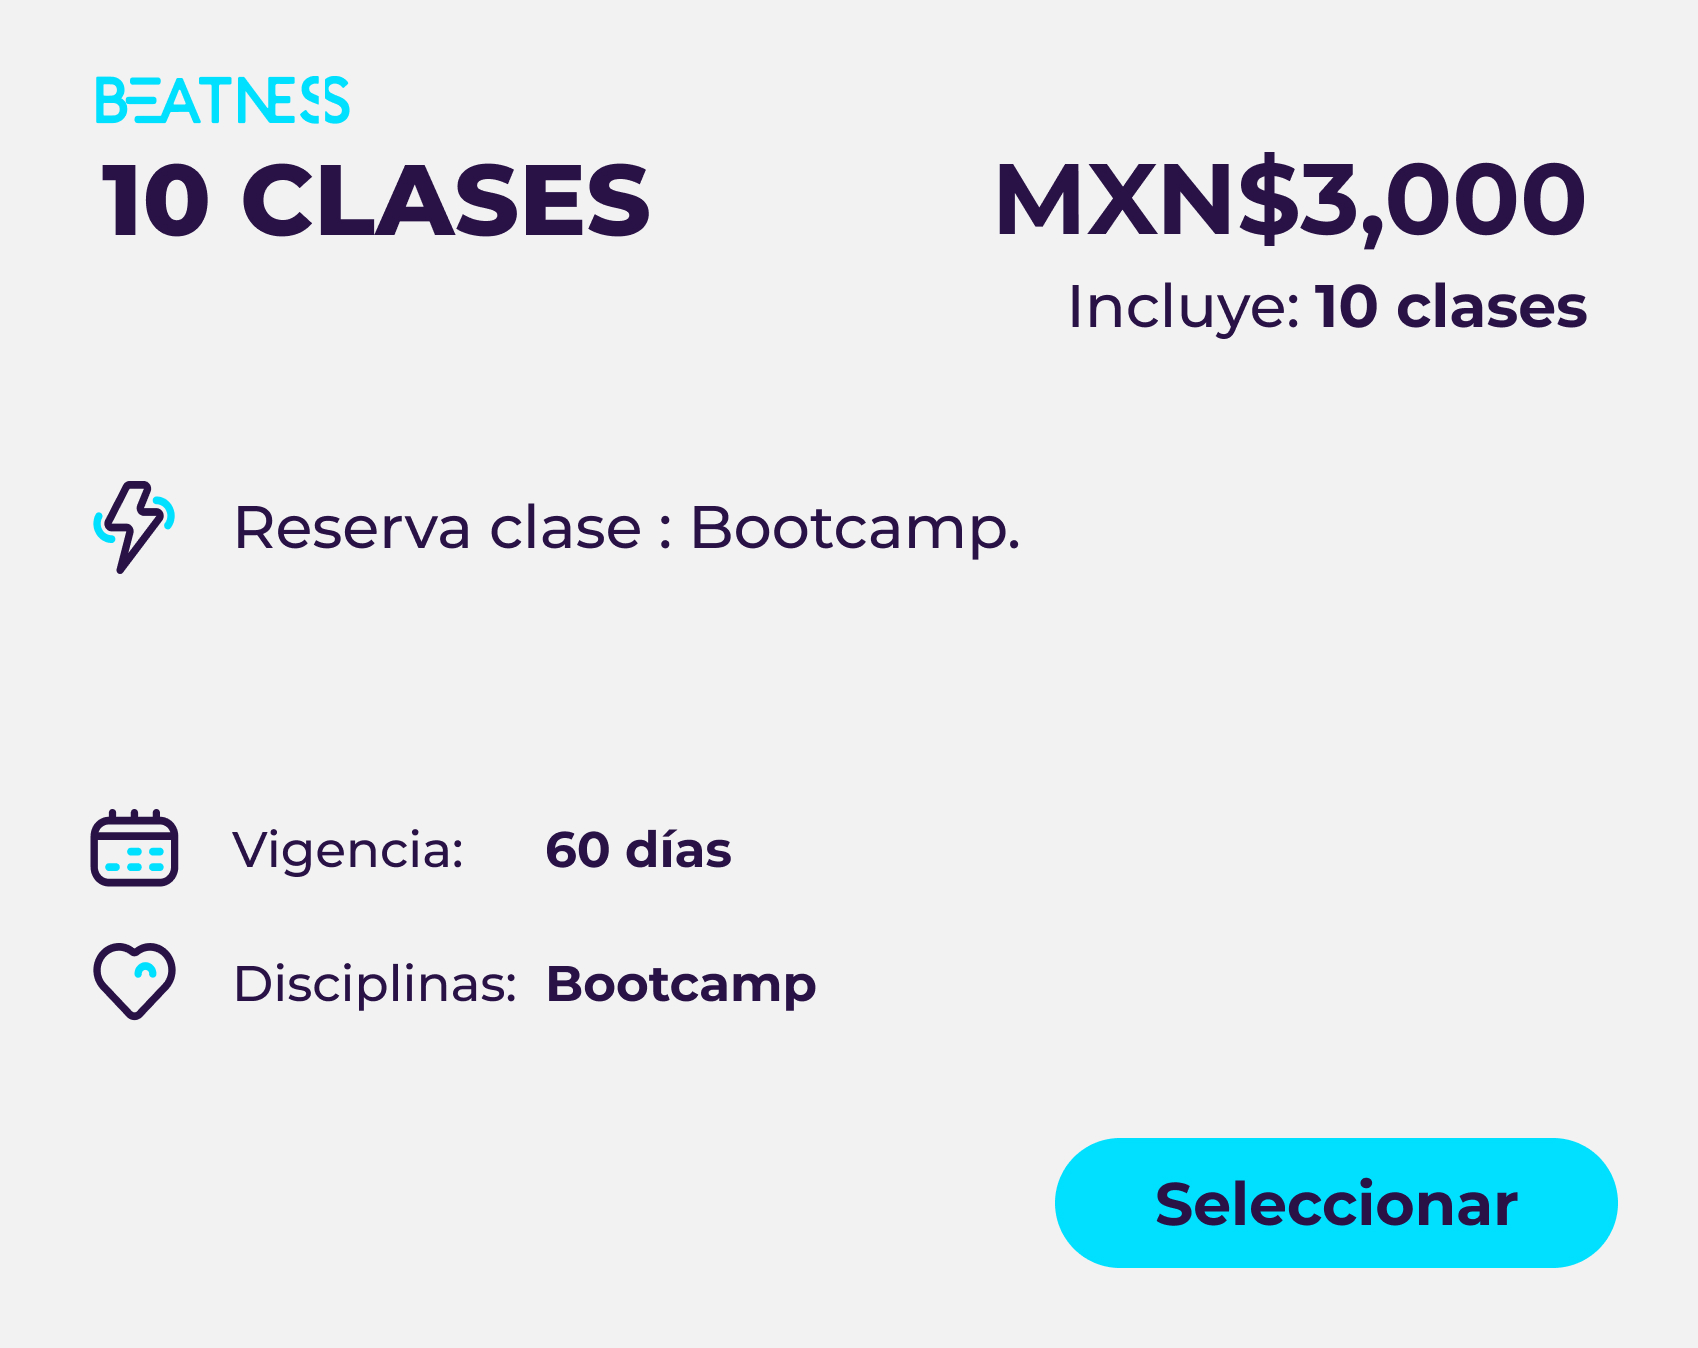 BEATNESS
10 CLASES
MXN$3,000
Incluye: 10 clases
Reserva clase : Bootcamp.
Vigencia: 60 días
Disciplinas: Bootcamp
Seleccionar